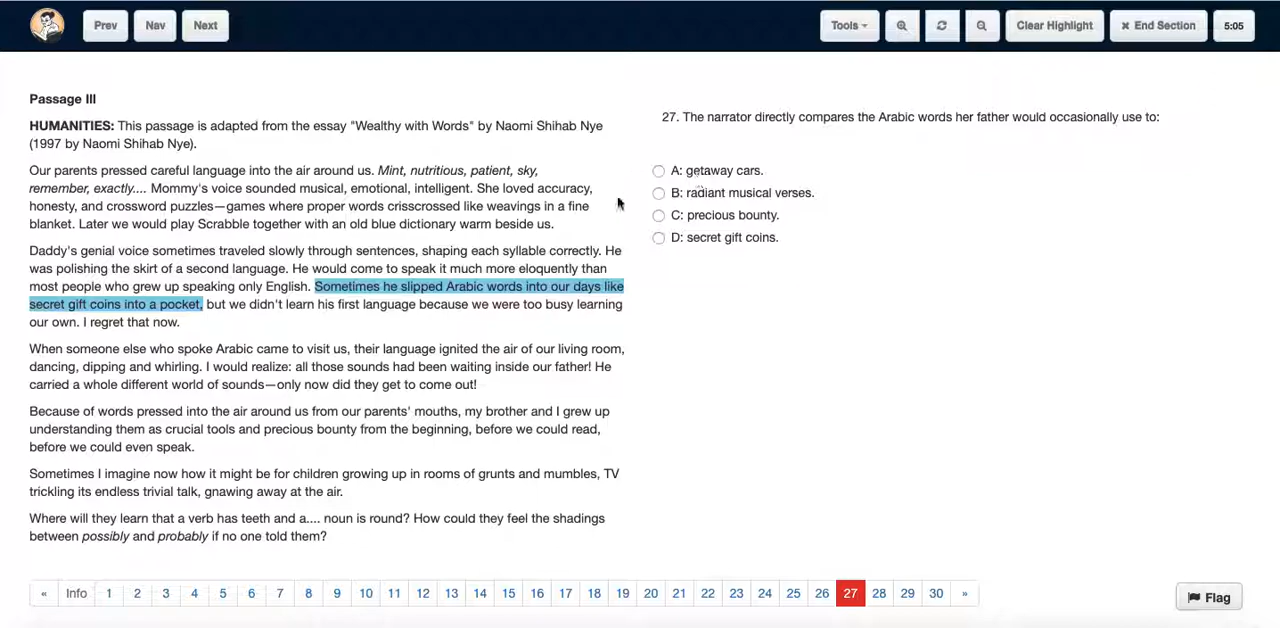 Prev Nav Next Tools Clear Highlight ✖ End Section 5:05
Passage III
HUMANITIES: This passage is adapted from the essay "Wealthy with Words" by Naomi Shihab Nye
(1997 by Naomi Shihab Nye).
Our parents pressed careful language into the air around us. Mint, nutritious, patient, sky,
remember, exactly.... Mommy's voice sounded musical, emotional, intelligent. She loved accuracy,
honesty, and crossword puzzles—games where proper words crisscrossed like weavings in a fine
blanket. Later we would play Scrabble together with an old blue dictionary warm beside us.
Daddy's genial voice sometimes traveled slowly through sentences, shaping each syllable correctly. He
was polishing the skirt of a second language. He would come to speak it much more eloquently than
most people who grew up speaking only English. Sometimes he slipped Arabic words into our days like
secret gift coins into a pocket, but we didn't learn his first language because we were too busy learning
our own. I regret that now.
When someone else who spoke Arabic came to visit us, their language ignited the air of our living room,
dancing, dipping and whirling. I would realize: all those sounds had been waiting inside our father! He
carried a whole different world of sounds—only now did they get to come out!
Because of words pressed into the air around us from our parents' mouths, my brother and I grew up
understanding them as crucial tools and precious bounty from the beginning, before we could read,
before we could even speak.
Sometimes I imagine now how it might be for children growing up in rooms of grunts and mumbles, TV
trickling its endless trivial talk, gnawing away at the air.
Where will they learn that a verb has teeth and a.... noun is round? How could they feel the shadings
between possibly and probably if no one told them?
27. The narrator directly compares the Arabic words her father would occasionally use to:
A: getaway cars.
B: radiant musical verses.
C: precious bounty.
D: secret gift coins.
« Info 1 2 3 4 5 6 7 8 9 10 11 12 13 14 15 16 17 18 19 20 21 22 23 24 25 26 27 28 29 30 »
Flag